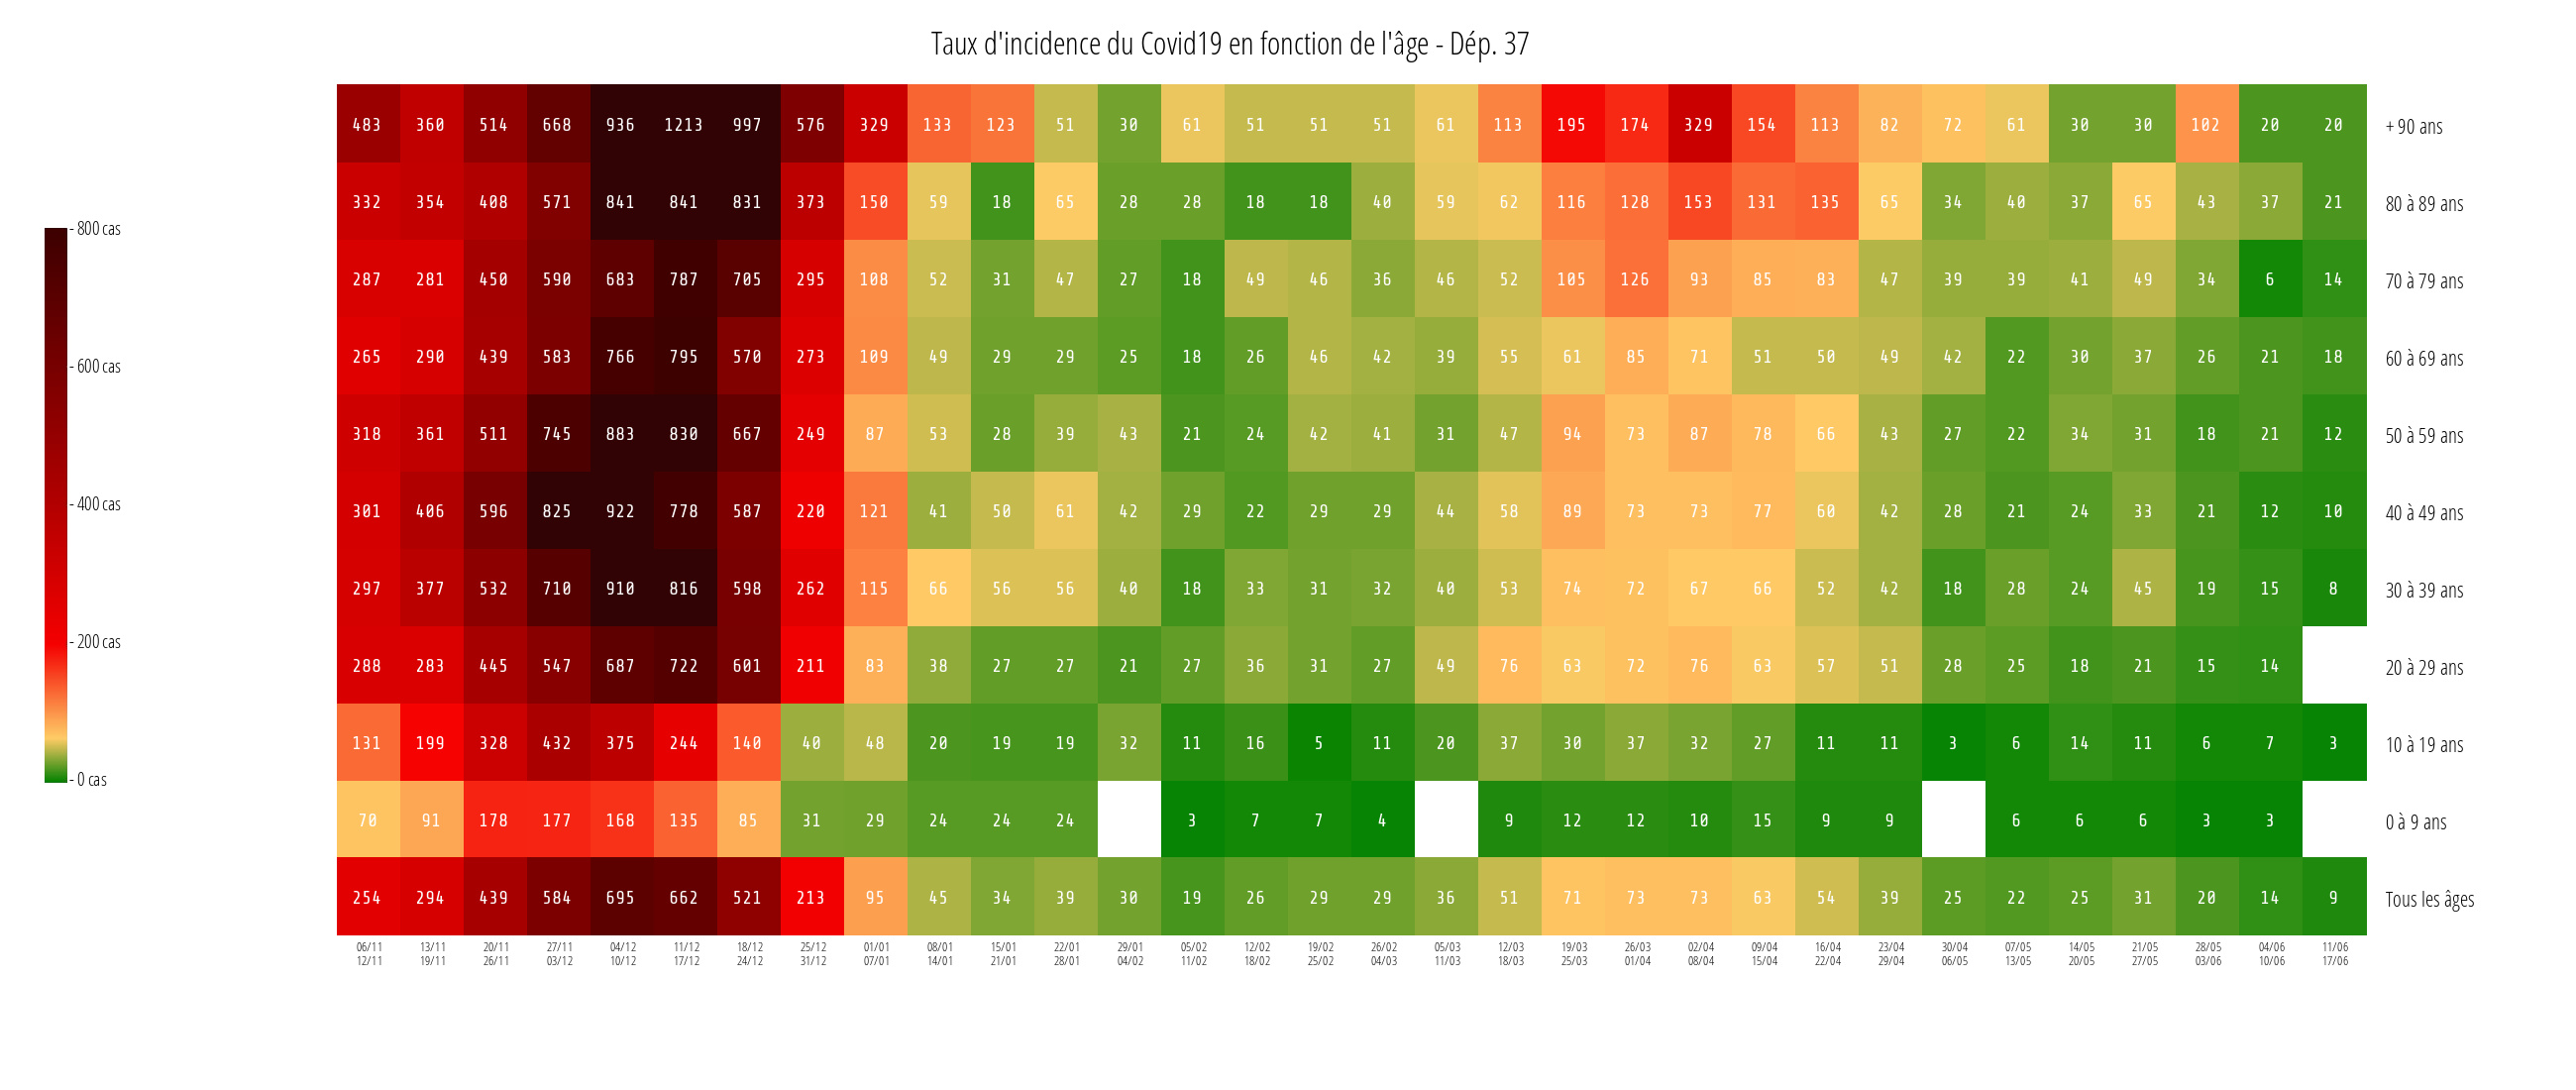 Taux d'incidence du Covid19 en fonction de l'âge - Dép. 37
483 360 514 668 936 1213 997 576 329 133 123 51 30 61 51 51 51 61 113 195 174 329 154 113 82 72 61 30 30 102 20 20 + 90 ans
332 354 408 571 841 841 831 373 150 59 18 65 28 28 18 18 40 59 62 116 128 153 131 135 65 34 40 37 65 43 37 21 80 à 89 ans
- 800 cas
287 281 450 590 683 787 705 295 108 52 31 47 27 18 49 46 36 46 52 105 126 93 85 83 47 39 39 41 49 34 6 14 70 à 79 ans
265 290 439 583 766 795 570 273 109 49 29 29 25 18 26 46 42 39 55 61 85 71 51 50 49 42 22 30 37 26 21 18 60 à 69 ans
- 600 cas
318 361 511 745 883 830 667 249 87 53 28 39 43 21 24 42 41 31 47 94 73 87 78 66 43 27 22 34 31 18 21 12 50 à 59 ans
- 400 cas
301 406 596 825 922 778 587 220 121 41 50 61 42 29 22 29 29 44 58 89 73 73 77 60 42 28 21 24 33 21 12 10 40 à 49 ans
297 377 532 710 910 816 598 262 115 66 56 56 40 18 33 31 32 40 53 74 72 67 66 52 42 18 28 24 45 19 15 8 30 à 39 ans
- 200 cas
288 283 445 547 687 722 601 211 83 38 27 27 21 27 36 31 27 49 76 63 72 76 63 57 51 28 25 18 21 15 14 20 à 29 ans
131 199 328 432 375 244 140 40 48 20 19 19 32 11 16 5 11 20 37 30 37 32 27 11 11 3 6 14 11 6 7 3 10 à 19 ans
- 0 cas
70 91 178 177 168 135 85 31 29 24 24 24 3 7 7 4 9 12 12 10 15 9 9 6 6 6 3 3 0 à 9 ans
254 294 439 584 695 662 521 213 95 45 34 39 30 19 26 29 29 36 51 71 73 73 63 54 39 25 22 25 31 20 14 9 Tous les âges
06/11 13/11 20/11 27/11 04/12 11/12 18/12 25/12 01/01 08/01 15/01 22/01 29/01 05/02 12/02 19/02 26/02 05/03 12/03 19/03 26/03 02/04 09/04 16/04 23/04 30/04 07/05 14/05 21/05 28/05 04/06 11/06
12/11 19/11 26/11 03/12 10/12 17/12 24/12 31/12 07/01 14/01 21/01 28/01 04/02 11/02 18/02 25/02 04/03 11/03 18/03 25/03 01/04 08/04 15/04 22/04 29/04 06/05 13/05 20/05 27/05 03/06 10/06 17/06